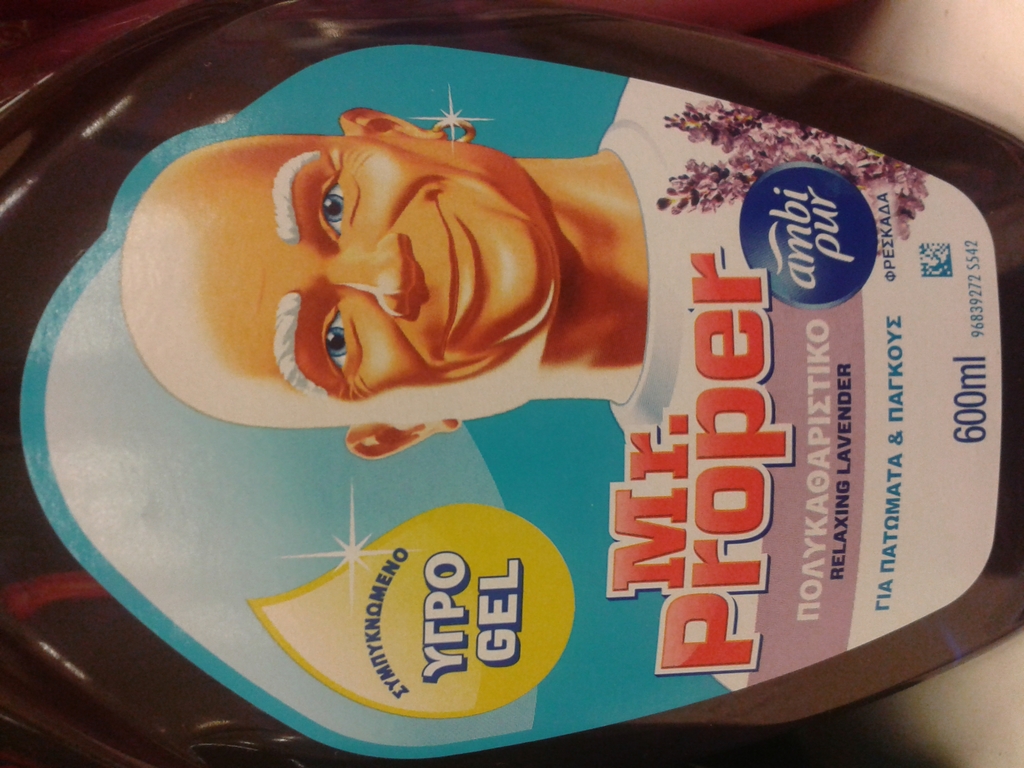 ΣΥΜΠΥΚΝΩΜΕΝΟ
ΥΓΡΟ
GEL
Mr.
Proper
ΠΟΛΥΚΑΘΑΡΙΣΤΙΚΟ
RELAXING LAVENDER
ambi
pur
ΦΡΕΣΚΑΔΑ
ΓΙΑ ΠΑΤΩΜΑΤΑ & ΠΑΓΚΟΥΣ
600ml
96839272 S542